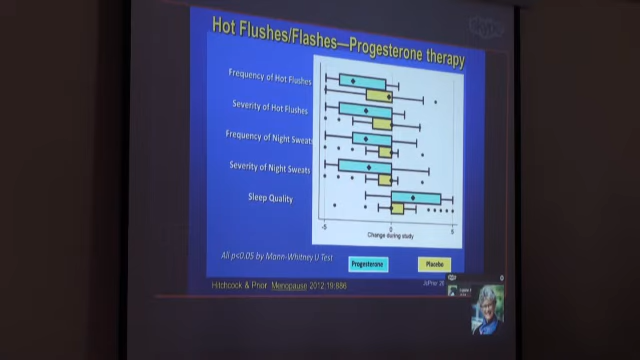 Hot Flushes/Flashes—Progesterone therapy
Frequency of Hot Flushes
Severity of Hot Flushes
Frequency of Night Sweats
Severity of Night Sweats
Sleep Quality
-5 0 5
Change during study
All p<0.05 by Mann-Whitney U Test
Progesterone
Placebo
Hitchcock & Prior Menopause 2012;19:886